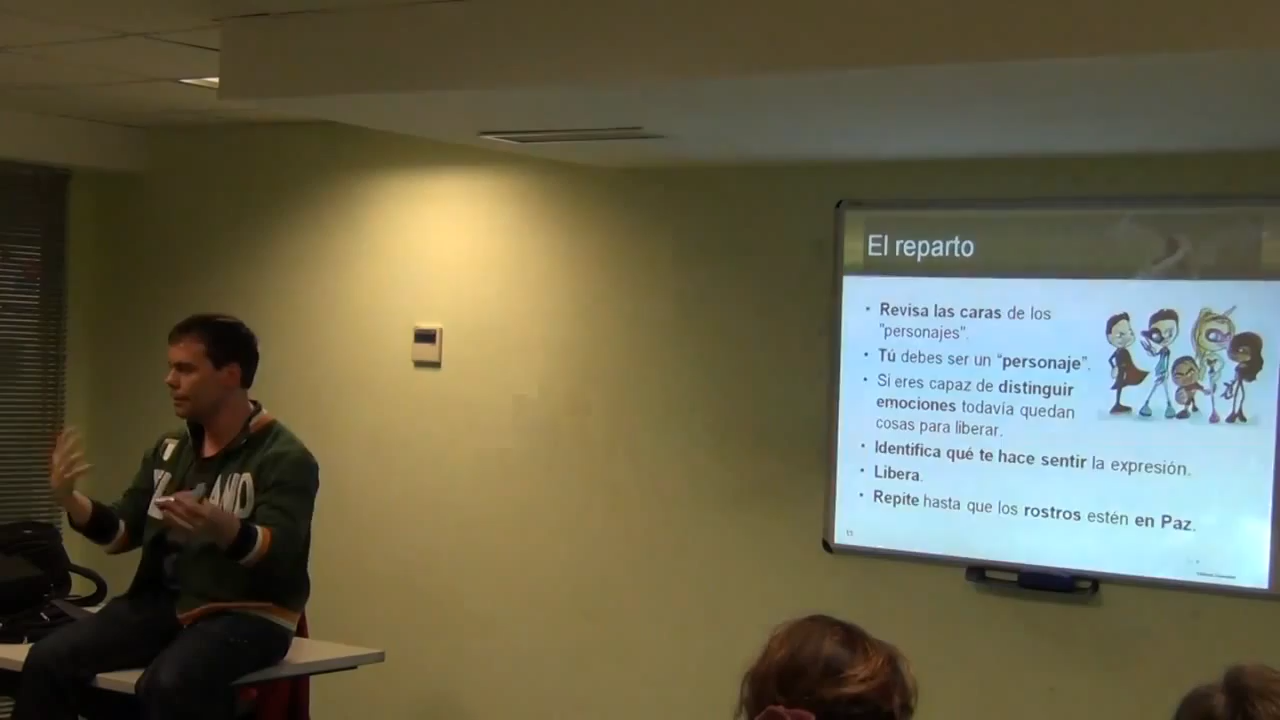 El reparto
• Revisa las caras de los
"personajes".
• Tú debes ser un "personaje".
• Si eres capaz de distinguir
emociones todavía quedan
cosas para liberar.
• Identifica qué te hace sentir la expresión.
• Libera.
• Repite hasta que los rostros estén en Paz.